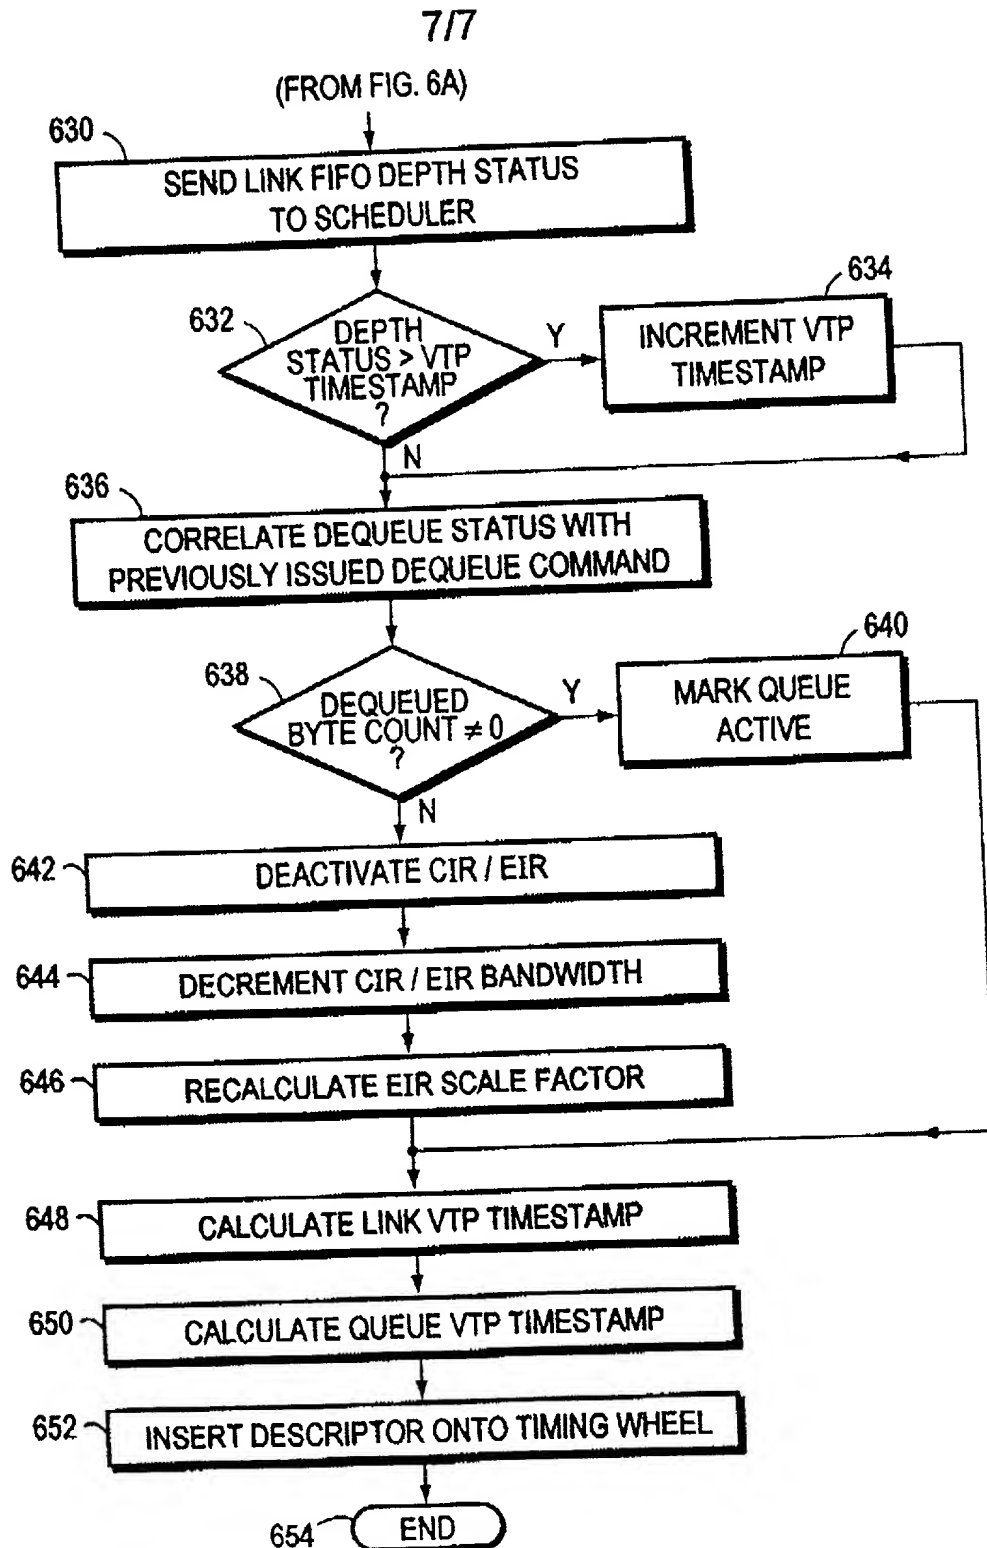 7/7
(FROM FIG. 6A)
630
SEND LINK FIFO DEPTH STATUS
TO SCHEDULER
632
DEPTH
STATUS > VTP
TIMESTAMP
?
Y
634
INCREMENT VTP
TIMESTAMP
N
636
CORRELATE DEQUEUE STATUS WITH
PREVIOUSLY ISSUED DEQUEUE COMMAND
638
DEQUEUED
BYTE COUNT ≠ 0
?
Y
640
MARK QUEUE
ACTIVE
N
642
DEACTIVATE CIR / EIR
644
DECREMENT CIR / EIR BANDWIDTH
646
RECALCULATE EIR SCALE FACTOR
648
CALCULATE LINK VTP TIMESTAMP
650
CALCULATE QUEUE VTP TIMESTAMP
652
INSERT DESCRIPTOR ONTO TIMING WHEEL
654
END